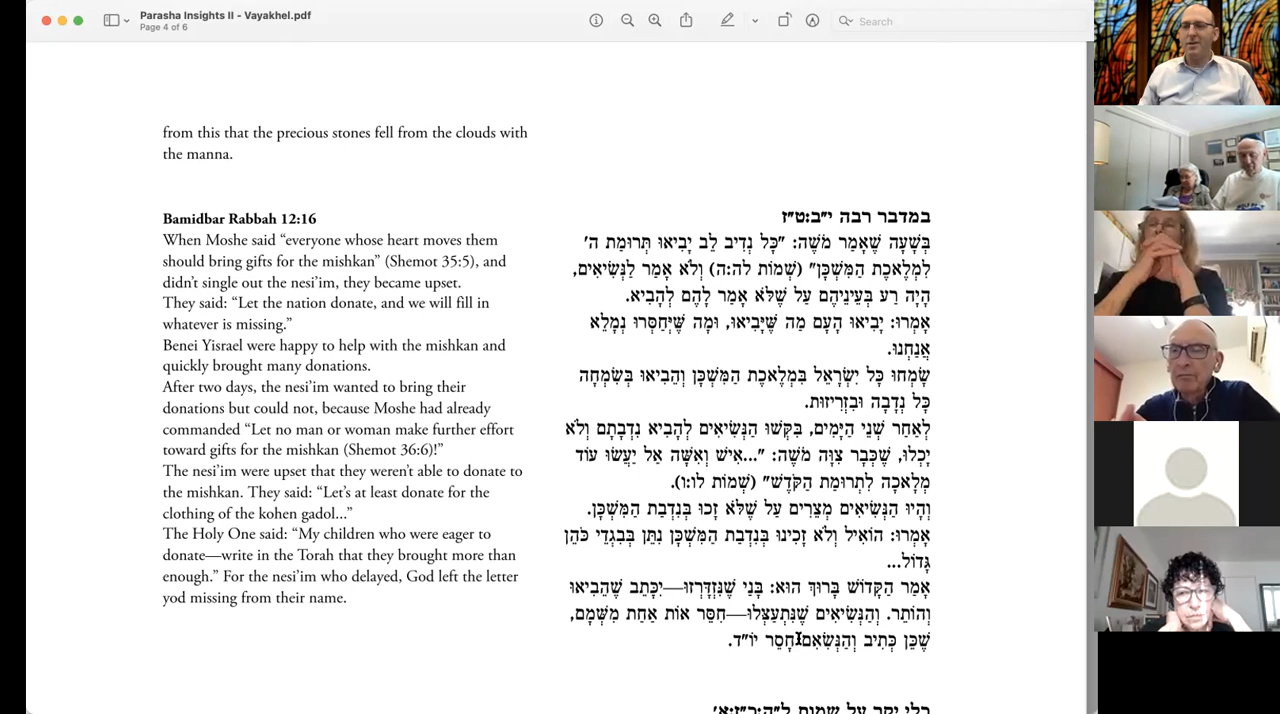 Parasha Insights II - Vayakhel.pdf
Page 4 of 6
Search
from this that the precious stones fell from the clouds with
the manna.
Bamidbar Rabbah 12:16
When Moshe said “everyone whose heart moves them
should bring gifts for the mishkan” (Shemot 35:5), and
didn’t single out the nesi’im, they became upset.
They said: “Let the nation donate, and we will fill in
whatever is missing.”
Benei Yisrael were happy to help with the mishkan and
quickly brought many donations.
After two days, the nesi’im wanted to bring their
donations but could not, because Moshe had already
commanded “Let no man or woman make further effort
toward gifts for the mishkan (Shemot 36:6)!”
The nesi’im were upset that they weren’t able to donate to
the mishkan. They said: “Let’s at least donate for the
clothing of the kohen gadol...”
The Holy One said: “My children who were eager to
donate—write in the Torah that they brought more than
enough.” For the nesi’im who delayed, God left the letter
yod missing from their name.
במדבר רבה י״ב:ט״ז
בְּשָׁעָה שֶׁאָמַר מֹשֶׁה: ״כָּל נְדִיב לֵב יָבִיאוּ תְּרוּמַת ה׳
לִמְלֶאכֶת הַמִּשְׁכָּן״ (שְׁמוֹת לה:ה) וְלֹא אָמַר לַנְּשִׂיאִים,
הָיָה רַע בְּעֵינֵיהֶם עַל שֶׁלֹּא אָמַר לָהֶם לְהָבִיא.
אָמְרוּ: יָבִיאוּ הָעָם מַה שֶּׁיָּבִיאוּ, וּמָה שֶּׁיְּחַסְּרוּ נְמַלֵּא
אֲנַחְנוּ.
שָׂמְחוּ כָּל יִשְׂרָאֵל בִּמְלֶאכֶת הַמִּשְׁכָּן וְהֵבִיאוּ בְּשִׂמְחָה
כָּל נְדָבָה וּבִזְרִיזוּת.
לְאַחַר שְׁנֵי הַיָּמִים, בִּקְּשׁוּ הַנְּשִׂיאִים לְהָבִיא נִדְבָתָם וְלֹא
יָכְלוּ, שֶׁכְּבָר צִוָּה מֹשֶׁה: ״...אִישׁ וְאִשָּׁה אַל יַעֲשׂוּ עוֹד
מְלָאכָה לִתְרוּמַת הַקֹּדֶשׁ״ (שְׁמוֹת לו:ו).
וְהָיוּ הַנְּשִׂיאִים מְצֵרִים עַל שֶׁלֹּא זָכוּ בְּנִדְבַת הַמִּשְׁכָּן.
אָמְרוּ: הוֹאִיל וְלֹא זָכִינוּ בְּנִדְבַת הַמִּשְׁכָּן נִתֵּן בְּבִגְדֵי כֹּהֵן
גָּדוֹל...
אָמַר הַקָּדוֹשׁ בָּרוּךְ הוּא: בָּנַי שֶׁנִּזְדָּרְזוּ—יִכָּתֵב שֶׁהֵבִיאוּ
וְהוֹתֵר. וְהַנְּשִׂיאִים שֶׁנִּתְעַצְּלוּ—חִסֵּר אוֹת אַחַת מִשְּׁמָם,
שֶׁכֵּן כְּתִיב וְהַנְּשִׂאִם חָסֵר יוֹ״ד.
כלי יקר על שמות ל״ה:כ״ז:א׳